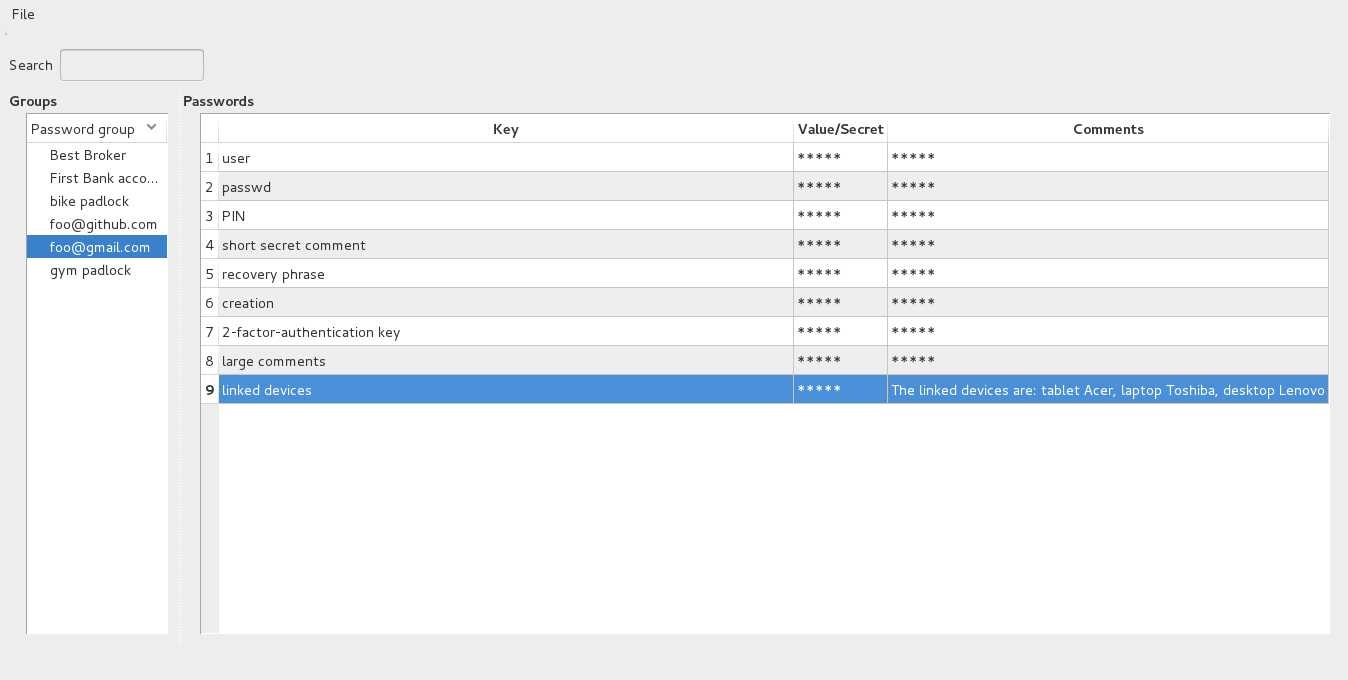 File
Search
Groups
Passwords
Password group
Best Broker
First Bank acco...
bike padlock
foo@github.com
foo@gmail.com
gym padlock
Key Value/Secret Comments
1 user ***** *****
2 passwd ***** *****
3 PIN ***** *****
4 short secret comment ***** *****
5 recovery phrase ***** *****
6 creation ***** *****
7 2-factor-authentication key ***** *****
8 large comments ***** *****
9 linked devices ***** The linked devices are: tablet Acer, laptop Toshiba, desktop Lenovo